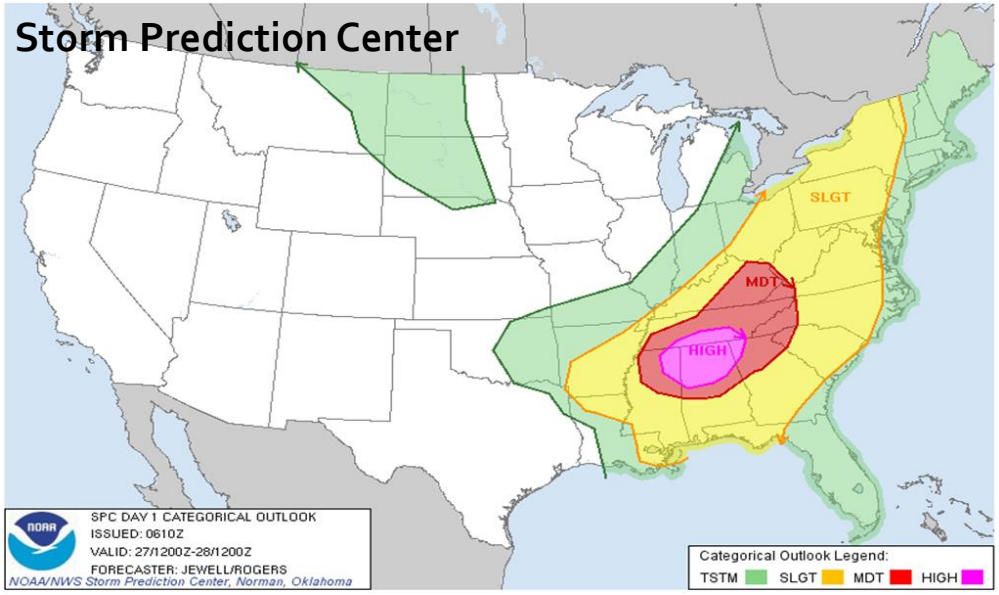 Storm Prediction Center
SLGT
MDT
HIGH
NOAA
SPC DAY 1 CATEGORICAL OUTLOOK
ISSUED: 0610Z
VALID: 27/1200Z-28/1200Z
FORECASTER: JEWELL/ROGERS
NOAA/NWS Storm Prediction Center, Norman, Oklahoma
Categorical Outlook Legend:
TSTM SLGT MDT HIGH